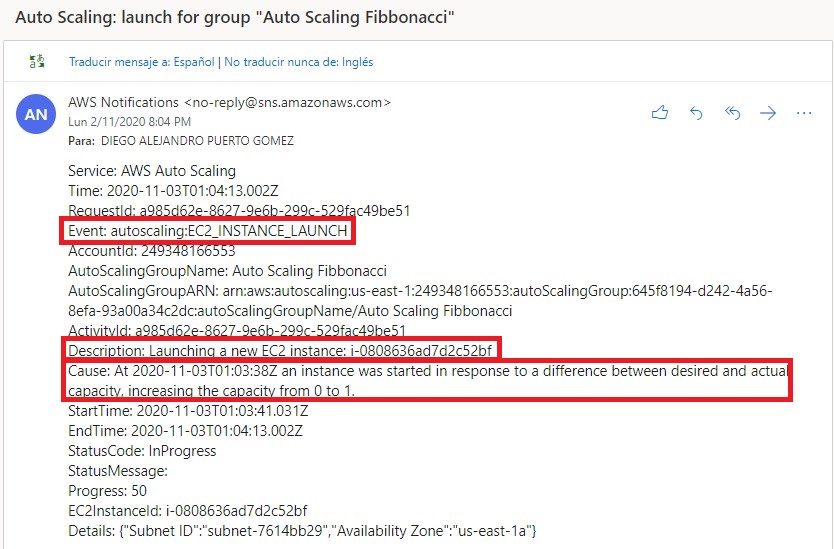 Auto Scaling: launch for group "Auto Scaling Fibbonacci"
Traducir mensaje a: Español | No traducir nunca de: Inglés
AN
AWS Notifications <no-reply@sns.amazonaws.com>
Lun 2/11/2020 8:04 PM
Para: DIEGO ALEJANDRO PUERTO GOMEZ
Service: AWS Auto Scaling
Time: 2020-11-03T01:04:13.002Z
RequestId: a985d62e-8627-9e6b-299c-529fac49be51
Event: autoscaling:EC2_INSTANCE_LAUNCH
AccountId: 249348166553
AutoScalingGroupName: Auto Scaling Fibbonacci
AutoScalingGroupARN: arn:aws:autoscaling:us-east-1:249348166553:autoScalingGroup:645f8194-d242-4a56-
8efa-93a00a34c2dc:autoScalingGroupName/Auto Scaling Fibbonacci
ActivityId: a985d62e-8627-9e6b-299c-529fac49be51
Description: Launching a new EC2 instance: i-0808636ad7d2c52bf
Cause: At 2020-11-03T01:03:38Z an instance was started in response to a difference between desired and actual
capacity, increasing the capacity from 0 to 1.
StartTime: 2020-11-03T01:03:41.031Z
EndTime: 2020-11-03T01:04:13.002Z
StatusCode: InProgress
StatusMessage:
Progress: 50
EC2InstanceId: i-0808636ad7d2c52bf
Details: {"Subnet ID":"subnet-7614bb29","Availability Zone":"us-east-1a"}